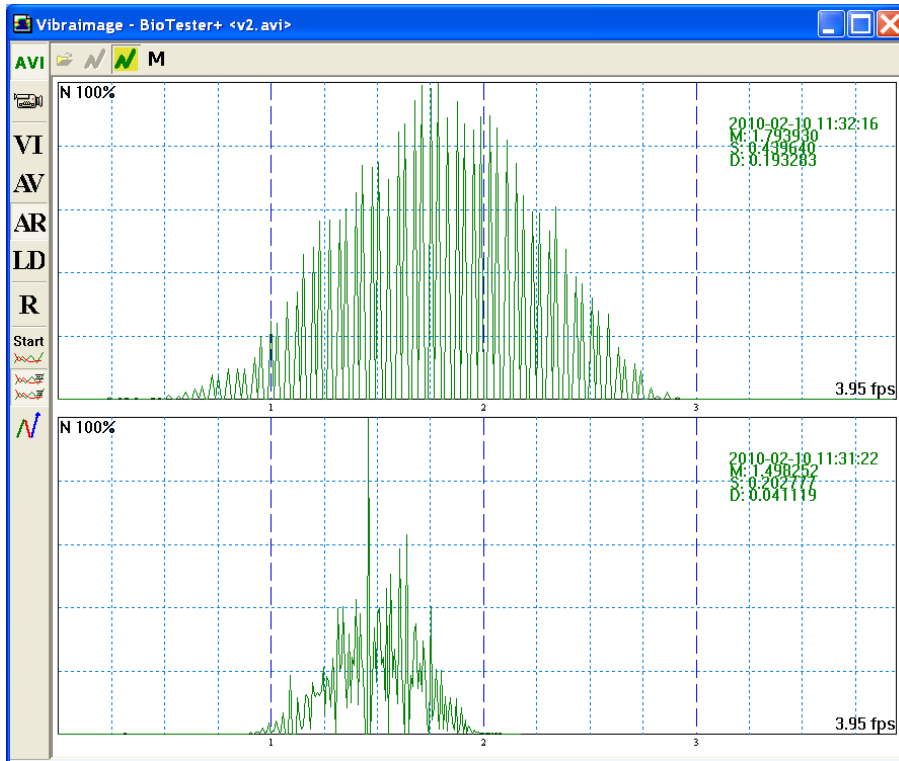 Vibraimage - BioTester+ <v2.avi>
AVI
M
VI
AV
AR
LD
R
Start
N 100%
2010-02-10 11:32:16
M: 1.793930
S: 0.439640
D: 0.193283
3.95 fps
1 2 3
N 100%
2010-02-10 11:31:22
M: 1.498252
S: 0.202777
D: 0.041119
3.95 fps
1 2 3